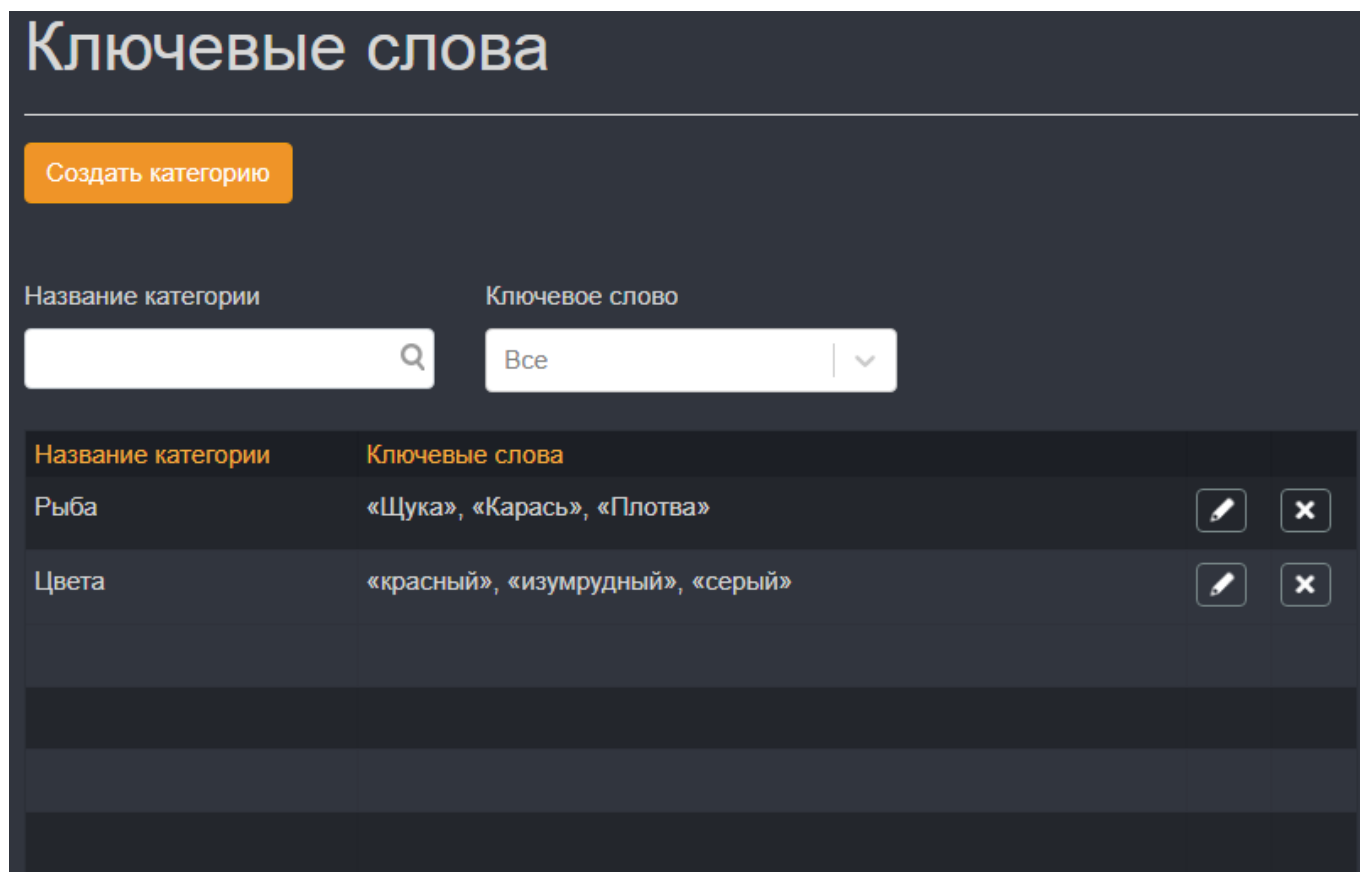 Ключевые слова
Создать категорию
Название категории Ключевое слово
Все
Название категории Ключевые слова
Рыба «Щука», «Карась», «Плотва»
Цвета «красный», «изумрудный», «серый»